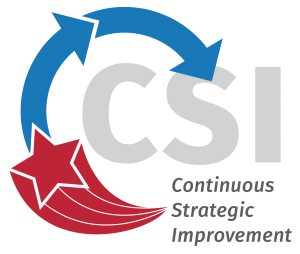 CSI
Continuous
Strategic
Improvement